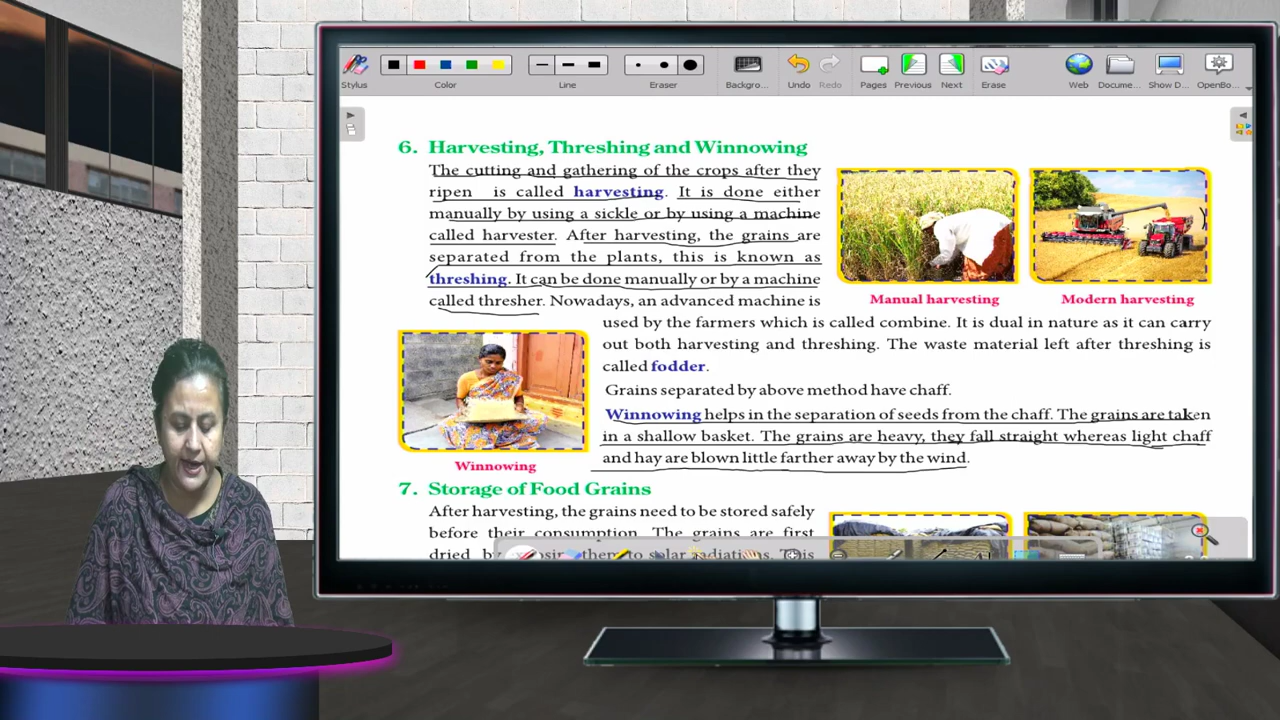 Stylus
Color
Line
Eraser
Backgro...
Undo
Redo
Pages
Previous
Next
Erase
Web
Docume...
Show D...
OpenBo...
6. Harvesting, Threshing and Winnowing
The cutting and gathering of the crops after they
ripen is called harvesting. It is done either
manually by using a sickle or by using a machine
called harvester. After harvesting, the grains are
separated from the plants, this is known as
threshing. It can be done manually or by a machine
called thresher. Nowadays, an advanced machine is
Manual harvesting
Modern harvesting
used by the farmers which is called combine. It is dual in nature as it can carry
out both harvesting and threshing. The waste material left after threshing is
called fodder.
Grains separated by above method have chaff.
Winnowing helps in the separation of seeds from the chaff. The grains are taken
in a shallow basket. The grains are heavy, they fall straight whereas light chaff
and hay are blown little farther away by the wind.
Winnowing
7. Storage of Food Grains
After harvesting, the grains need to be stored safely
before their consumption. The grains are first
dried by them to solar radiations. This